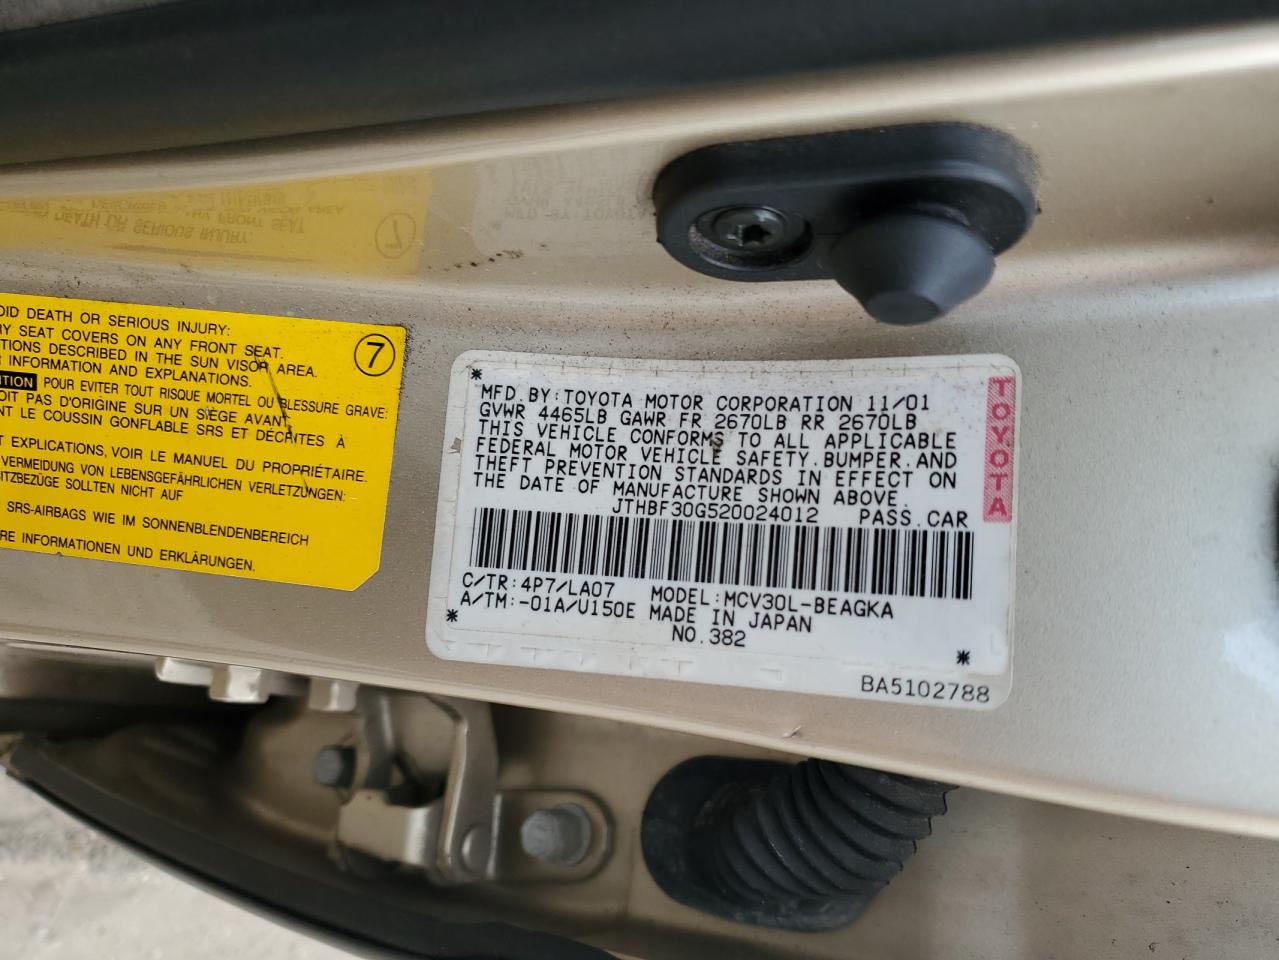 OID DEATH OR SERIOUS INJURY:
RY SEAT COVERS ON ANY FRONT SEAT.
TIONS DESCRIBED IN THE SUN VISOR AREA.
R INFORMATION AND EXPLANATIONS.
NTION POUR EVITER TOUT RISQUE MORTEL OU BLESSURE GRAVE:
OIT PAS D'ORIGINE SUR UN SIEGE AVANT
NT LE COUSSIN GONFLABLE SRS ET DÉCRITES À
T EXPLICATIONS, VOIR LE MANUEL DU PROPRIÉTAIRE.
VERMEIDUNG VON LEBENSGEFÄHRLICHEN VERLETZUNGEN:
ITZBEZÜGE SOLLTEN NICHT AUF
SRS-AIRBAGS WIE IM SONNENBLENDENBEREICH
RE INFORMATIONEN UND ERKLÄRUNGEN.
7
MFD.BY:TOYOTA MOTOR CORPORATION 11/01
GVWR 4465LB GAWR FR 2670LB RR 2670LB
THIS VEHICLE CONFORMS TO ALL APPLICABLE
FEDERAL MOTOR VEHICLE SAFETY,BUMPER,AND
THEFT PREVENTION STANDARDS IN EFFECT ON
THE DATE OF MANUFACTURE SHOWN ABOVE.
JTHBF30G520024012 PASS.CAR
C/TR:4P7/LA07 MODEL:MCV30L-BEAGKA
A/TM:-01A/U150E MADE IN JAPAN
NO.382
BA5102788
TOYOTA